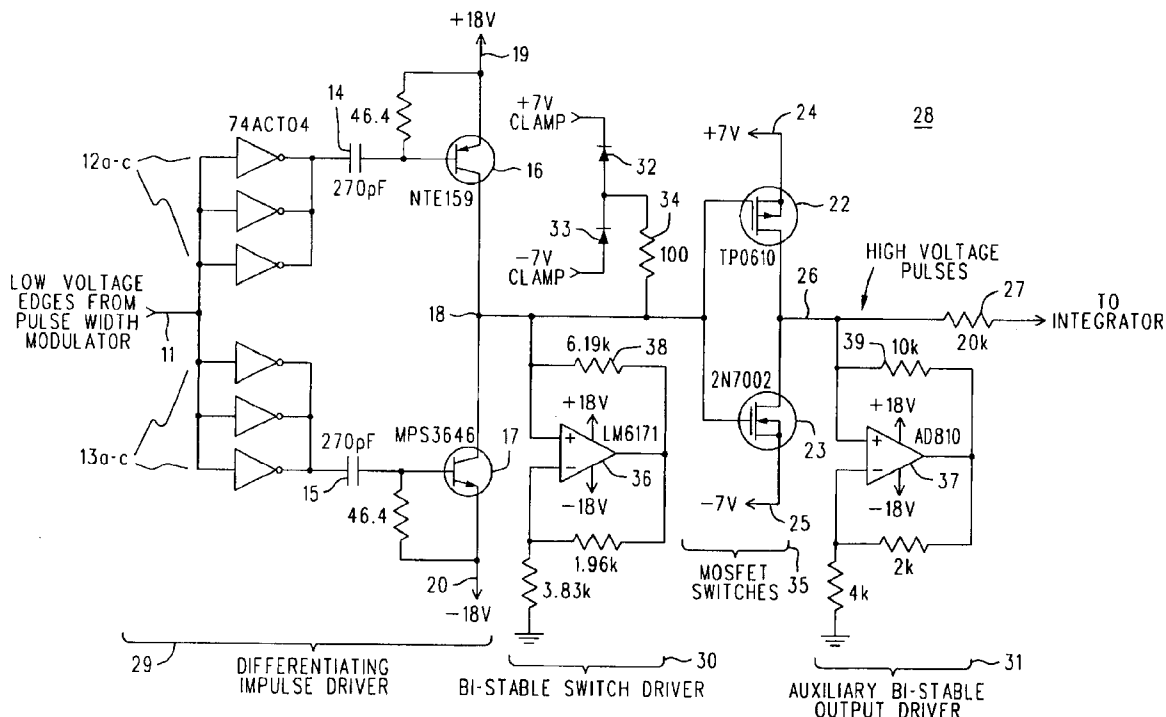 +18V
19
14
46.4
+7V
CLAMP
24
28
74ACT04
+7V
12a-c
32
270pF
16
34
22
NTE159
33
100
-7V
CLAMP
TP0610
HIGH VOLTAGE
PULSES
LOW VOLTAGE
EDGES FROM
PULSE WIDTH
MODULATOR
11
18
26
27
TO
INTEGRATOR
6.19k
38
39
10k
20k
2N7002
270pF
MPS3646
+18V
LM6171
+18V
AD810
13a-c
17
+
-
36
23
+
-
37
15
-18V
-7V
25
-18V
46.4
1.96k
2k
20
3.83k
MOSFET
SWITCHES
35
4k
-18V
29
DIFFERENTIATING
IMPULSE DRIVER
30
BI-STABLE SWITCH DRIVER
31
AUXILIARY BI-STABLE
OUTPUT DRIVER